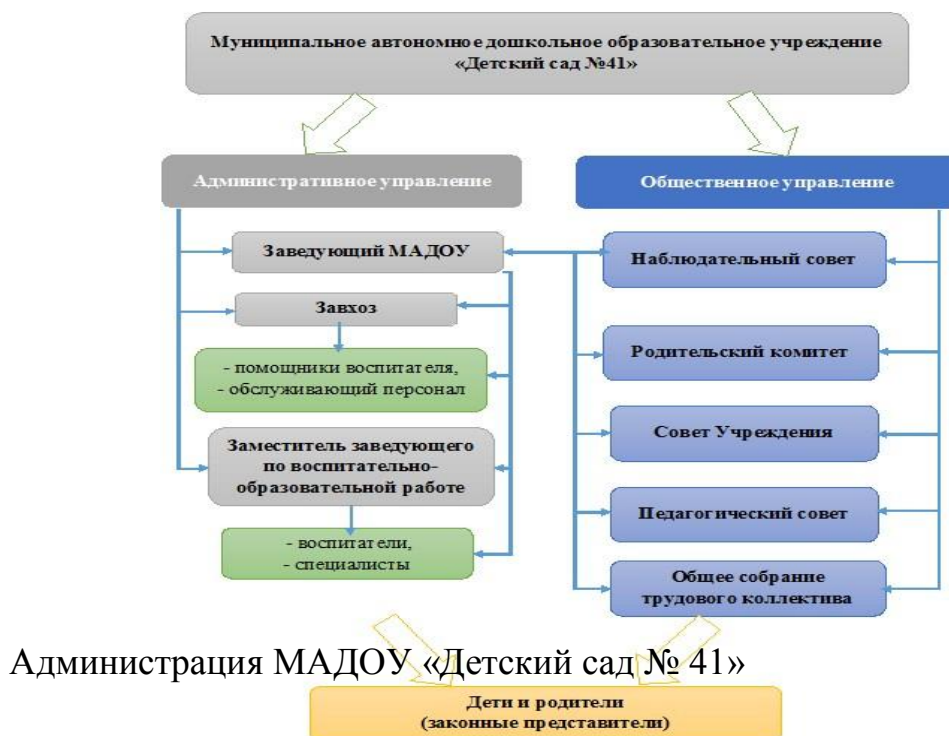 Муниципальное автономное дошкольное образовательное учреждение
«Детский сад №41»
Административное управление
Заведующий МАДОУ
Завхоз
- помощники воспитателя,
- обслуживающий персонал
Заместитель заведующего
по воспитательно-
образовательной работе
- воспитатели,
- специалисты
Общественное управление
Наблюдательный совет
Родительский комитет
Совет Учреждения
Педагогический совет
Общее собрание
трудового коллектива
Администрация МАДОУ «Детский сад № 41»
Дети и родители
(законные представители)